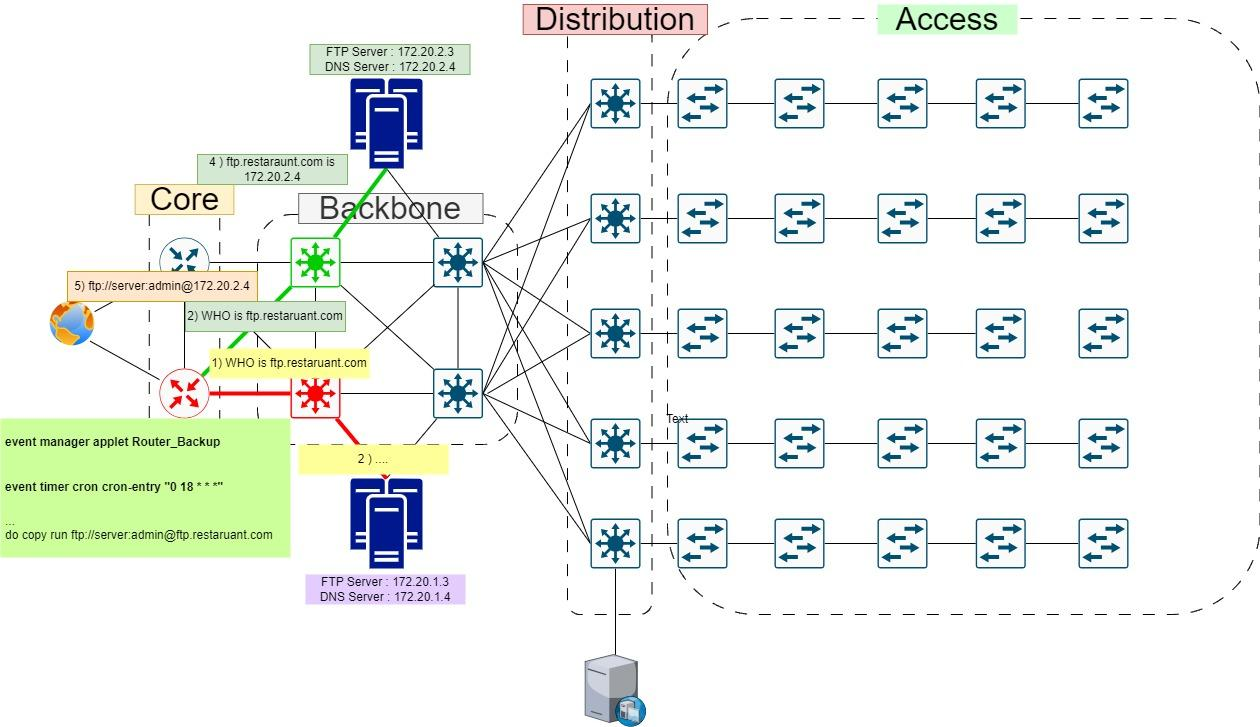 Distribution
Access
FTP Server : 172.20.2.3
DNS Server : 172.20.2.4
4 ) ftp.restaraunt.com is
172.20.2.4
Core
Backbone
5) ftp://server:admin@172.20.2.4
2) WHO is ftp.restaruant.com
1) WHO is ftp.restaruant.com
Text
event manager applet Router_Backup
event timer cron cron-entry "0 18 * * *"
...
do copy run ftp://server:admin@ftp.restaruant.com
2 ) ....
FTP Server : 172.20.1.3
DNS Server : 172.20.1.4